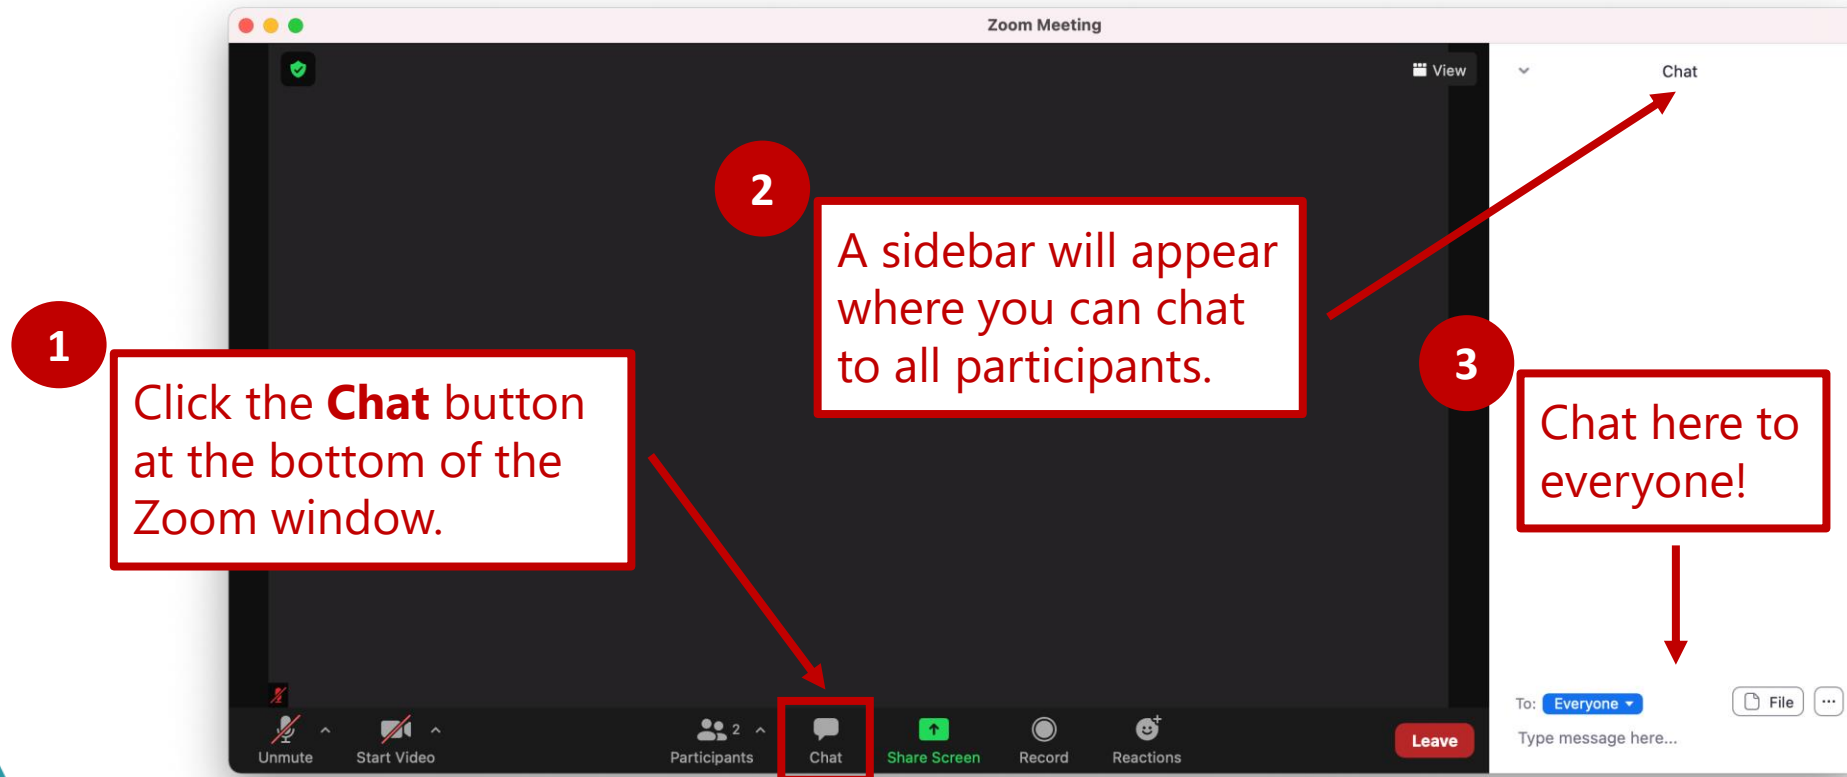 Zoom Meeting
View
Chat
2
A sidebar will appear
where you can chat
to all participants.
1
Click the Chat button
at the bottom of the
Zoom window.
3
Chat here to
everyone!
To: Everyone
File
...
Type message here...
Unmute
Start Video
2
Participants
Chat
Share Screen
Record
Reactions
Leave